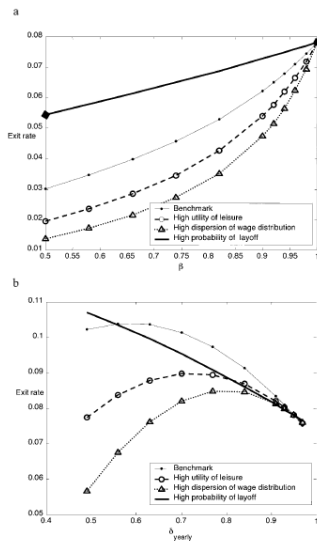 a
0.08
0.07
0.06
0.05
Exit rate
0.04
0.03
0.02
0.01
Benchmark
High utility of leisure
High dispersion of wage distribution
High probability of layoff
0.5 0.55 0.6 0.65 0.7 0.75 0.8 0.85 0.9 0.95 1
β
b
0.11
0.1
0.09
Exit rate
0.08
0.07
0.06
0.05
Benchmark
High utility of leisure
High dispersion of wage distribution
High probability of layoff
0.4 0.5 0.6 0.7 0.8 0.9 1
δyearly